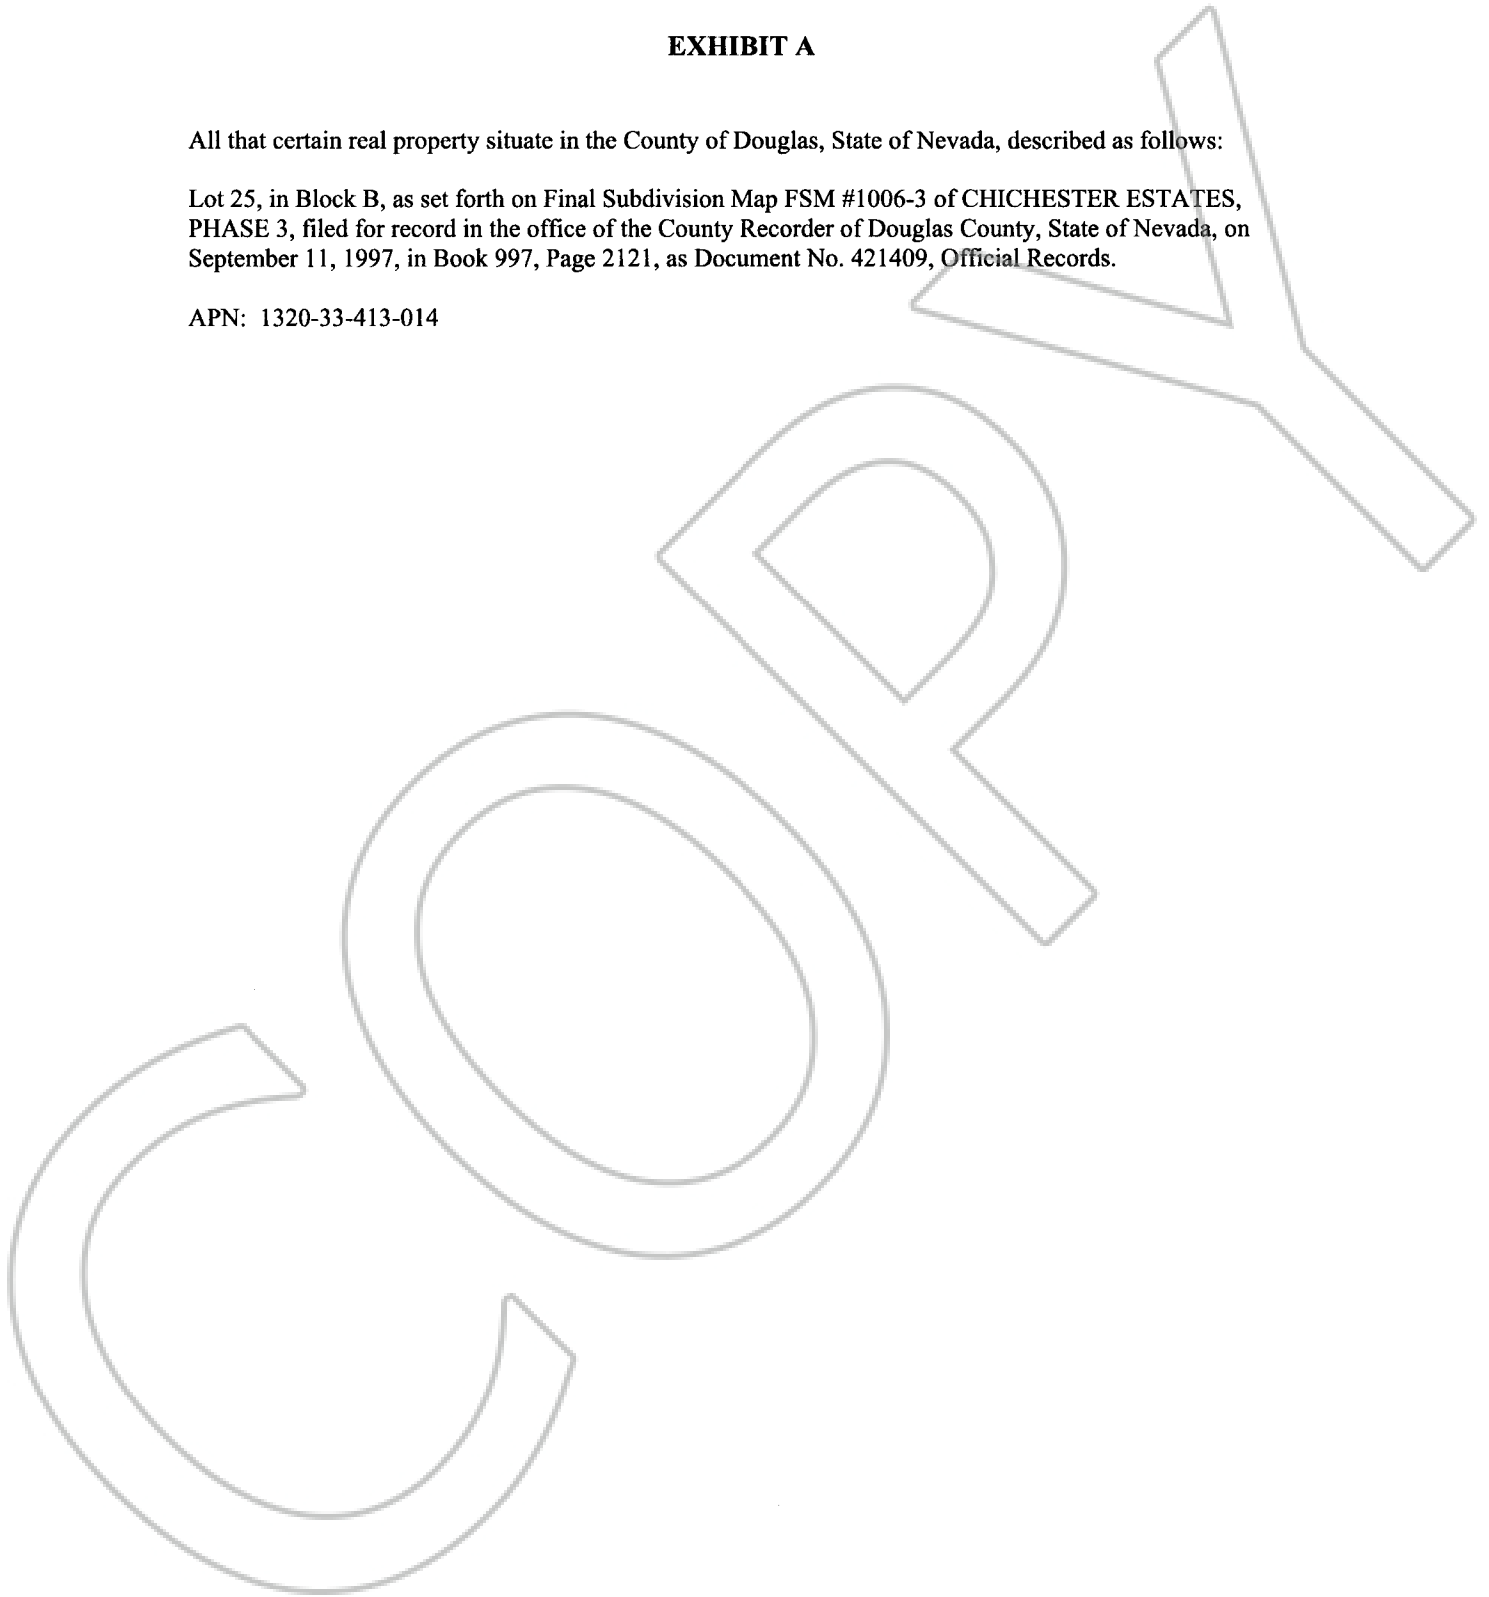 EXHIBIT A
All that certain real property situate in the County of Douglas, State of Nevada, described as follows:
Lot 25, in Block B, as set forth on Final Subdivision Map FSM #1006-3 of CHICHESTER ESTATES,
PHASE 3, filed for record in the office of the County Recorder of Douglas County, State of Nevada, on
September 11, 1997, in Book 997, Page 2121, as Document No. 421409, Official Records.
APN: 1320-33-413-014
COPY